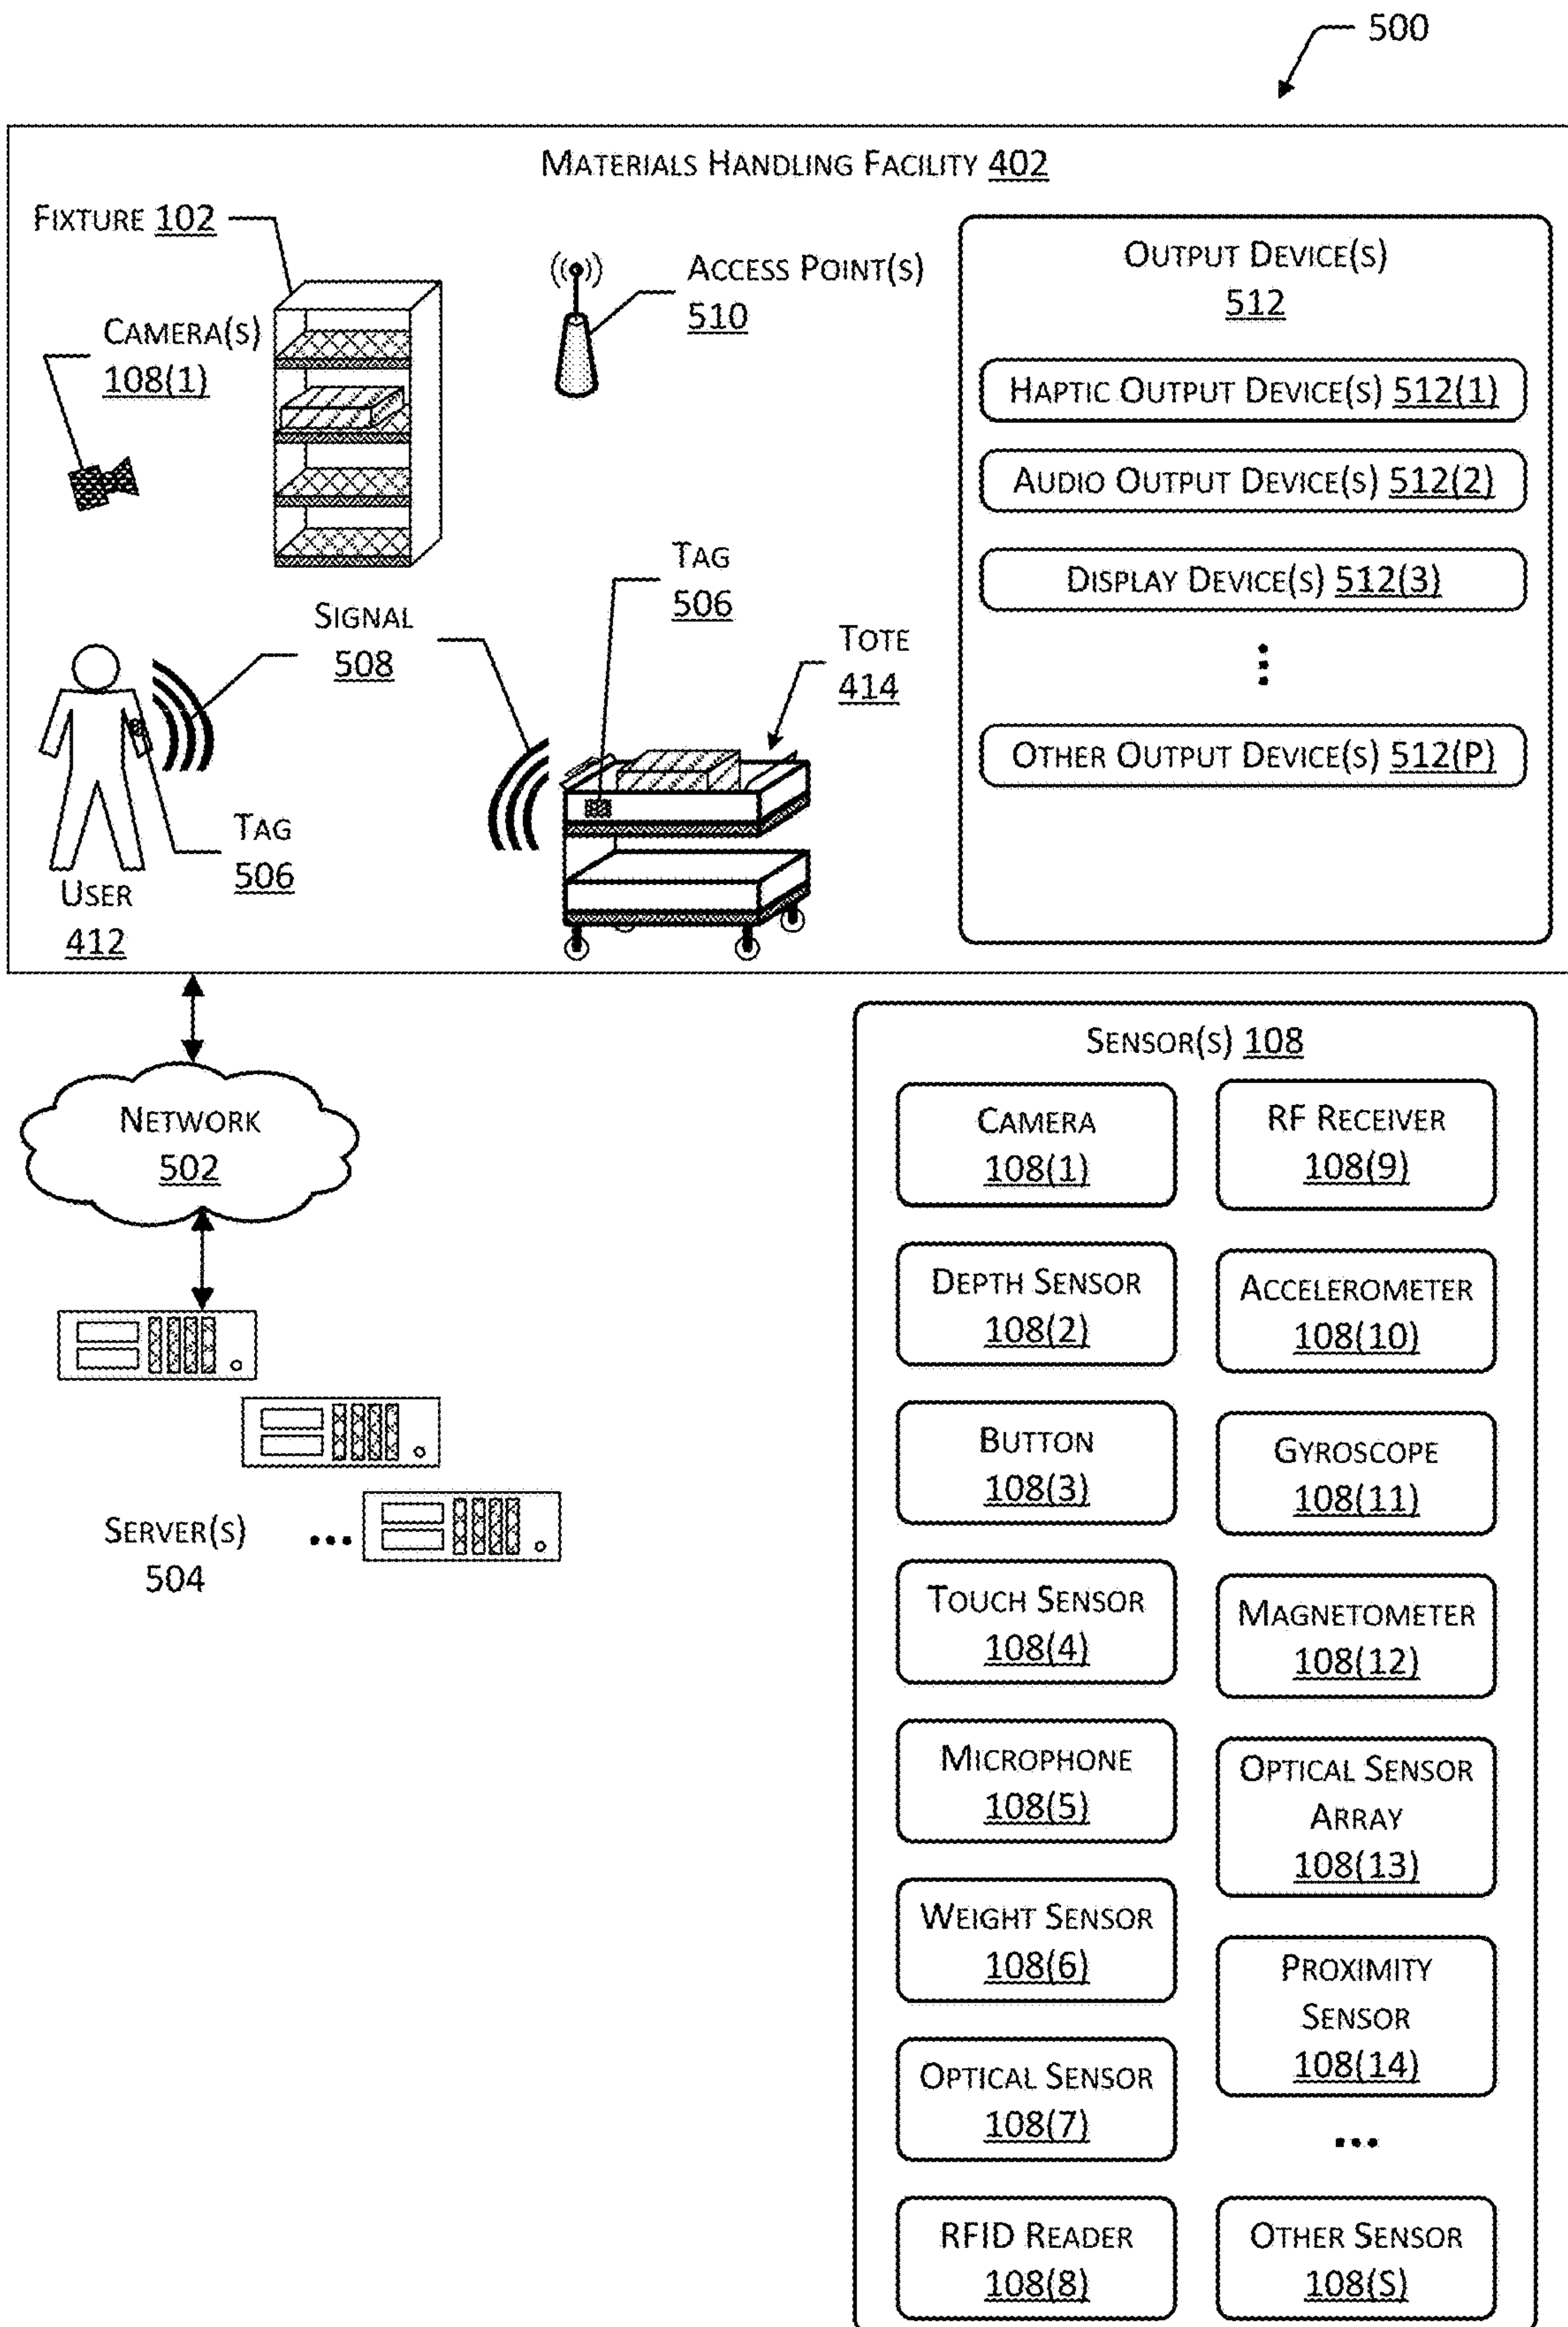 500
MATERIALS HANDLING FACILITY 402
FIXTURE 102
CAMERA(S)
108(1)
ACCESS POINT(S)
510
OUTPUT DEVICE(S)
512
HAPTIC OUTPUT DEVICE(S) 512(1)
AUDIO OUTPUT DEVICE(S) 512(2)
DISPLAY DEVICE(S) 512(3)
OTHER OUTPUT DEVICE(S) 512(P)
TAG
506
SIGNAL
508
TOTE
414
TAG
506
USER
412
NETWORK
502
SERVER(S)
504
...
SENSOR(S) 108
CAMERA
108(1)
DEPTH SENSOR
108(2)
BUTTON
108(3)
TOUCH SENSOR
108(4)
MICROPHONE
108(5)
WEIGHT SENSOR
108(6)
OPTICAL SENSOR
108(7)
RFID READER
108(8)
RF RECEIVER
108(9)
ACCELEROMETER
108(10)
GYROSCOPE
108(11)
MAGNETOMETER
108(12)
OPTICAL SENSOR
ARRAY
108(13)
PROXIMITY
SENSOR
108(14)
...
OTHER SENSOR
108(S)